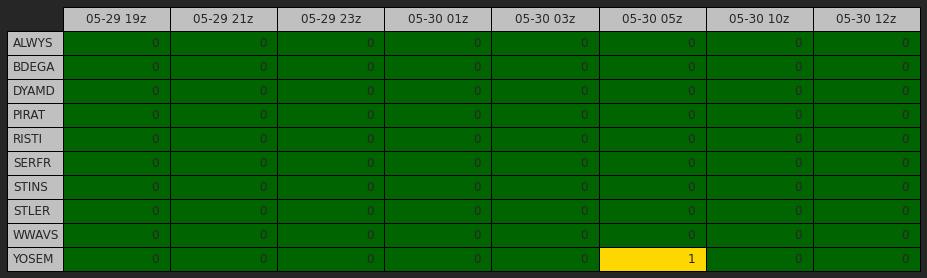 05-29 19z 05-29 21z 05-29 23z 05-30 01z 05-30 03z 05-30 05z 05-30 10z 05-30 12z
ALWYS 0 0 0 0 0 0 0 0
BDEGA 0 0 0 0 0 0 0 0
DYAMD 0 0 0 0 0 0 0 0
PIRAT 0 0 0 0 0 0 0 0
RISTI 0 0 0 0 0 0 0 0
SERFR 0 0 0 0 0 0 0 0
STINS 0 0 0 0 0 0 0 0
STLER 0 0 0 0 0 0 0 0
WWAVS 0 0 0 0 0 0 0 0
YOSEM 0 0 0 0 0 1 0 0